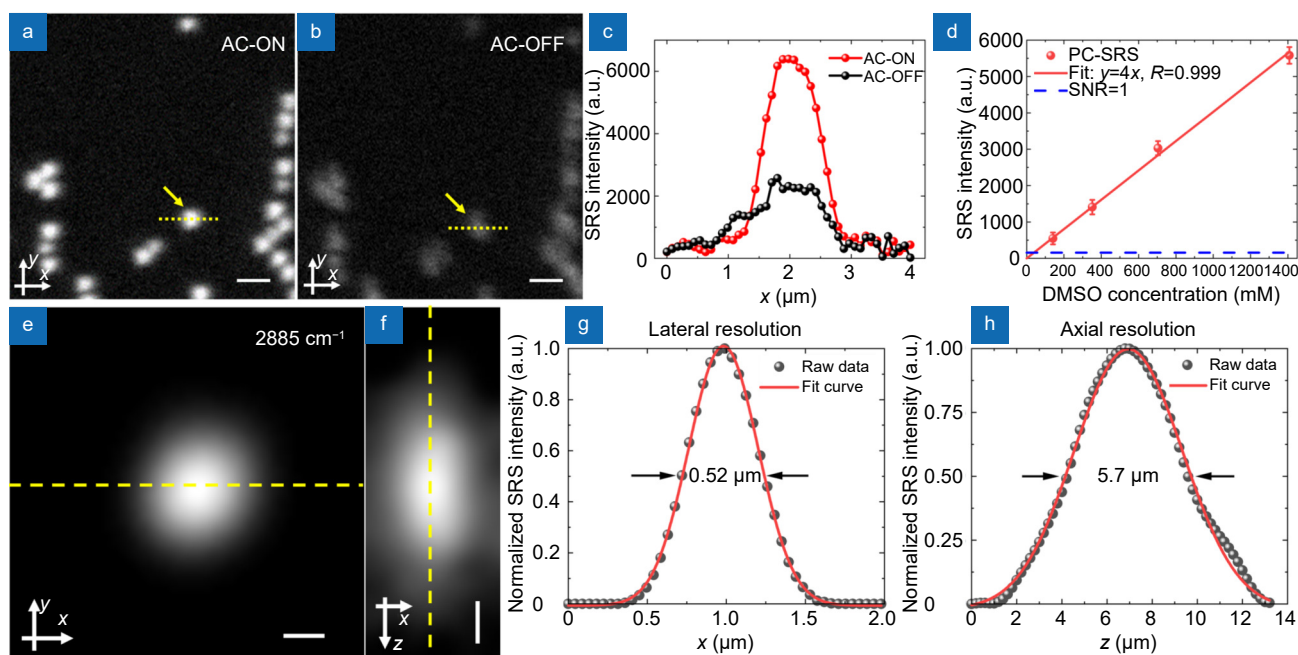 a
AC-ON
y
x
b
AC-OFF
y
x
c
AC-ON
AC-OFF
6000
4000
2000
0
0
1
2
3
4
SRS intensity (a.u.)
x (μm)
d
PC-SRS
Fit: y=4x, R=0.999
SNR=1
6000
5000
4000
3000
2000
1000
0
0 200 400 600 800 1000 1200 1400
SRS intensity (a.u.)
DMSO concentration (mM)
e
2885 cm⁻¹
y
x
f
x
z
g
Lateral resolution
Raw data
Fit curve
0.52 μm
1.0
0.75
0.50
0.25
0
0
0.5
1.0
1.5
2.0
Normalized SRS intensity (a.u.)
x (μm)
h
Axial resolution
Raw data
Fit curve
5.7 μm
1.0
0.75
0.50
0.25
0
0 2 4 6 8 10 12 14
Normalized SRS intensity (a.u.)
z (μm)